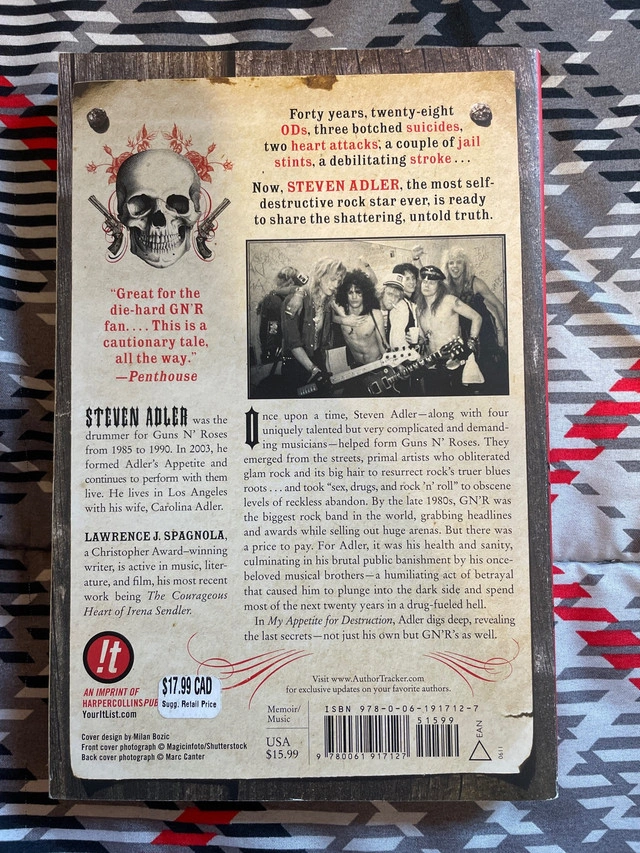 Forty years, twenty-eight
ODs, three botched suicides,
two heart attacks, a couple of jail
stints, a debilitating stroke . . .
Now, STEVEN ADLER, the most self-
destructive rock star ever, is ready
to share the shattering, untold truth.
“Great for the
die-hard GN'R
fan. . . . This is a
cautionary tale,
all the way.”
—Penthouse
STEVEN ADLER was the
drummer for Guns N' Roses
from 1985 to 1990. In 2003, he
formed Adler's Appetite and
continues to perform with them
live. He lives in Los Angeles
with his wife, Carolina Adler.
LAWRENCE J. SPAGNOLA,
a Christopher Award–winning
writer, is active in music, liter-
ature, and film, his most recent
work being The Courageous
Heart of Irena Sendler.
Once upon a time, Steven Adler—along with four
uniquely talented but very complicated and demand-
ing musicians—helped form Guns N' Roses. They
emerged from the streets, primal artists who obliterated
glam rock and its big hair to resurrect rock's truer blues
roots . . . and took “sex, drugs, and rock 'n' roll” to obscene
levels of reckless abandon. By the late 1980s, GN'R was
the biggest rock band in the world, grabbing headlines
and awards while selling out huge arenas. But there was
a price to pay. For Adler, it was his health and sanity,
culminating in his brutal public banishment by his once-
beloved musical brothers—a humiliating act of betrayal
that caused him to plunge into the dark side and spend
most of the next twenty years in a drug-fueled hell.
In My Appetite for Destruction, Adler digs deep, revealing
the last secrets—not just his own but GN'R's as well.
!t
AN IMPRINT OF
HARPERCOLLINSPUB
YourItList.com
$17.99 CAD
Sugg. Retail Price
Cover design by Milan Bozic
Front cover photograph © Magicinfoto/Shutterstock
Back cover photograph © Marc Canter
Visit www.AuthorTracker.com
for exclusive updates on your favorite authors.
Memoir/
Music
USA
$15.99
ISBN 978-0-06-191712-7
51599
9 780061 917127
EAN
0611